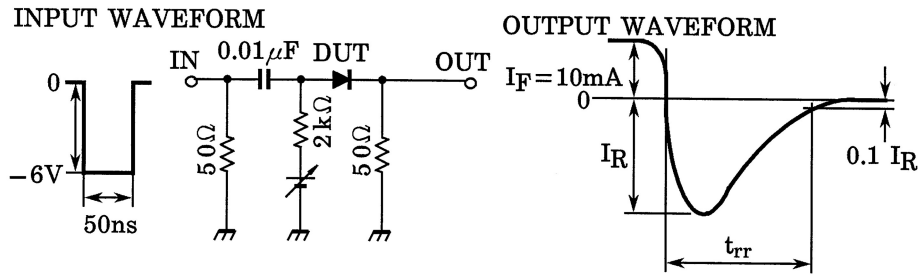 INPUT WAVEFORM
0
−6V
50ns
IN
0.01μF
DUT
OUT
50Ω
2kΩ
50Ω
OUTPUT WAVEFORM
IF=10mA
0
IR
0.1 IR
trr